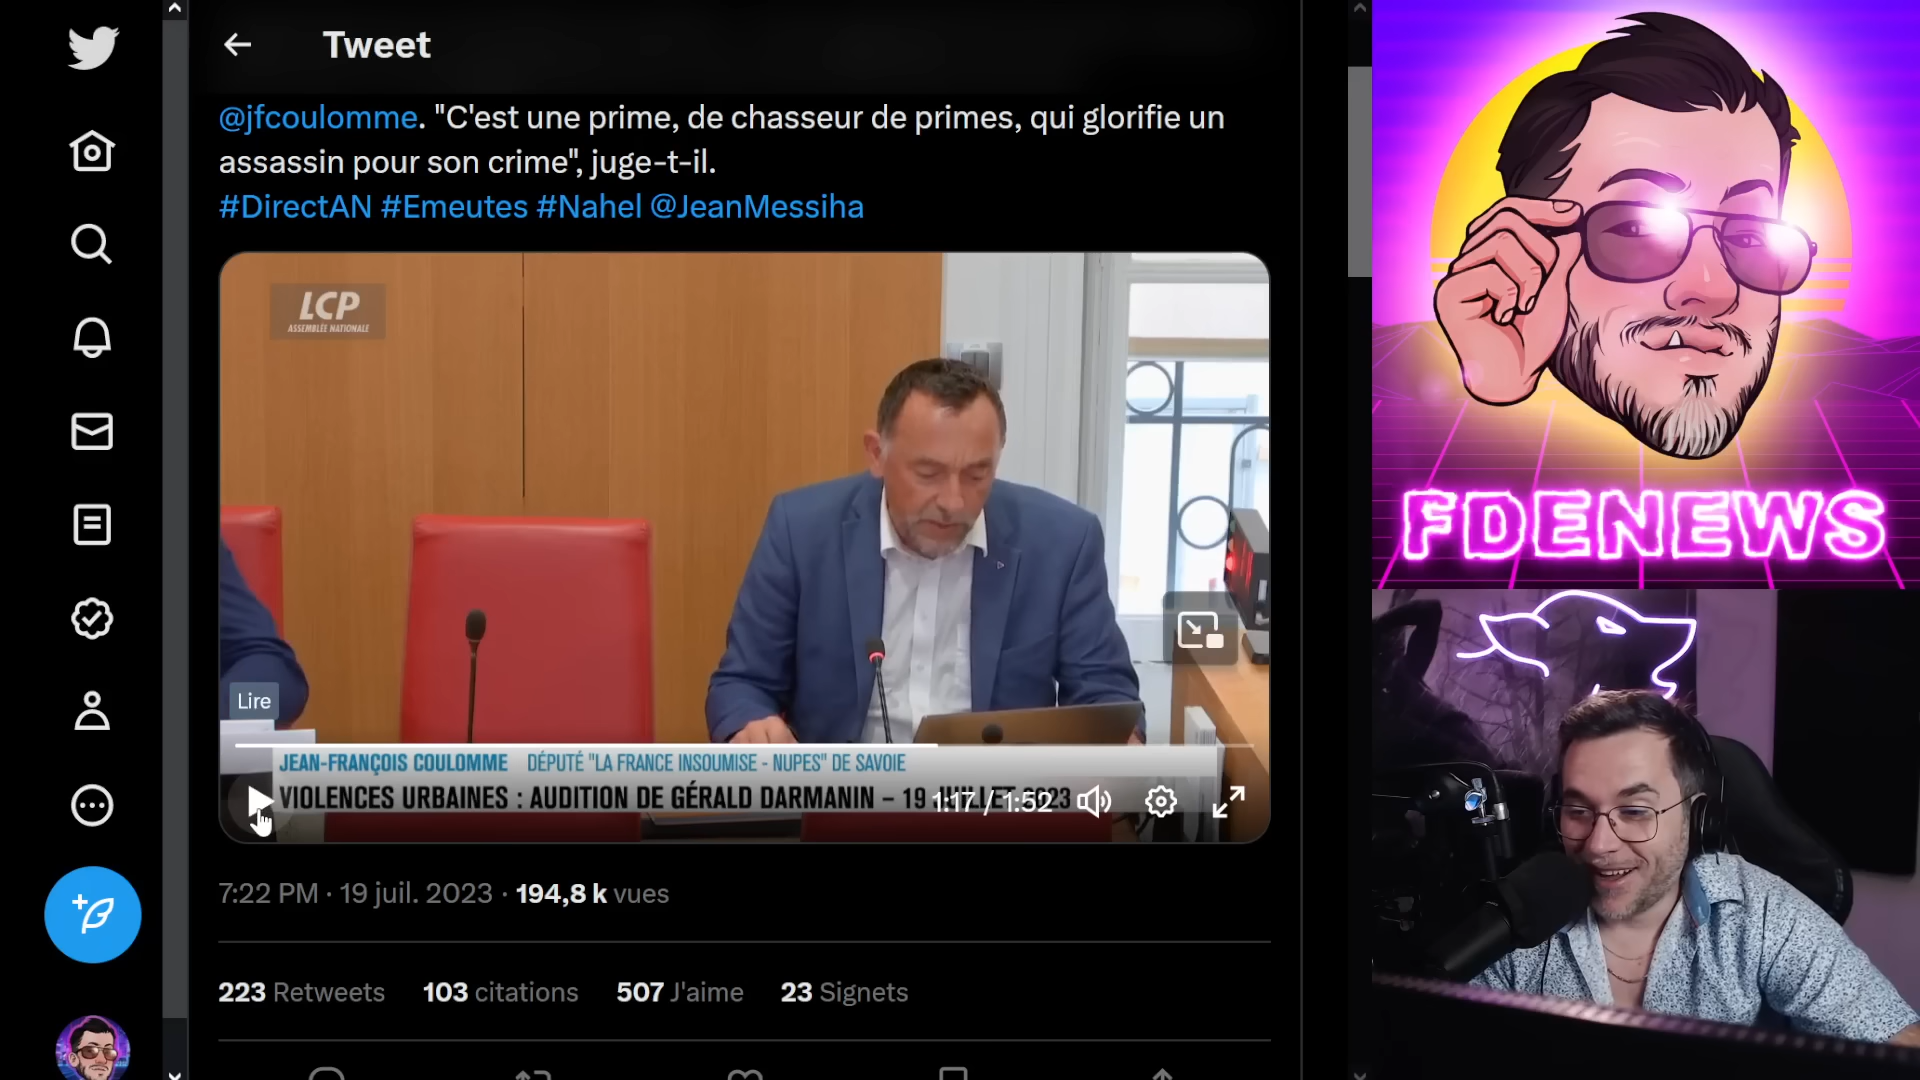 Tweet
@jfcoulomme. "C'est une prime, de chasseur de primes, qui glorifie un
assassin pour son crime", juge-t-il.
#DirectAN #Emeutes #Nahel @JeanMessiha
LCP
ASSEMBLÉE NATIONALE
Lire
JEAN-FRANÇOIS COULOMME DÉPUTÉ "LA FRANCE INSOUMISE - NUPES" DE SAVOIE
VIOLENCES URBAINES : AUDITION DE GÉRALD DARMANIN – 19 2023
1:17 / 1:52
7:22 PM · 19 juil. 2023 · 194,8 k vues
223 Retweets 103 citations 507 J'aime 23 Signets
FDENEWS